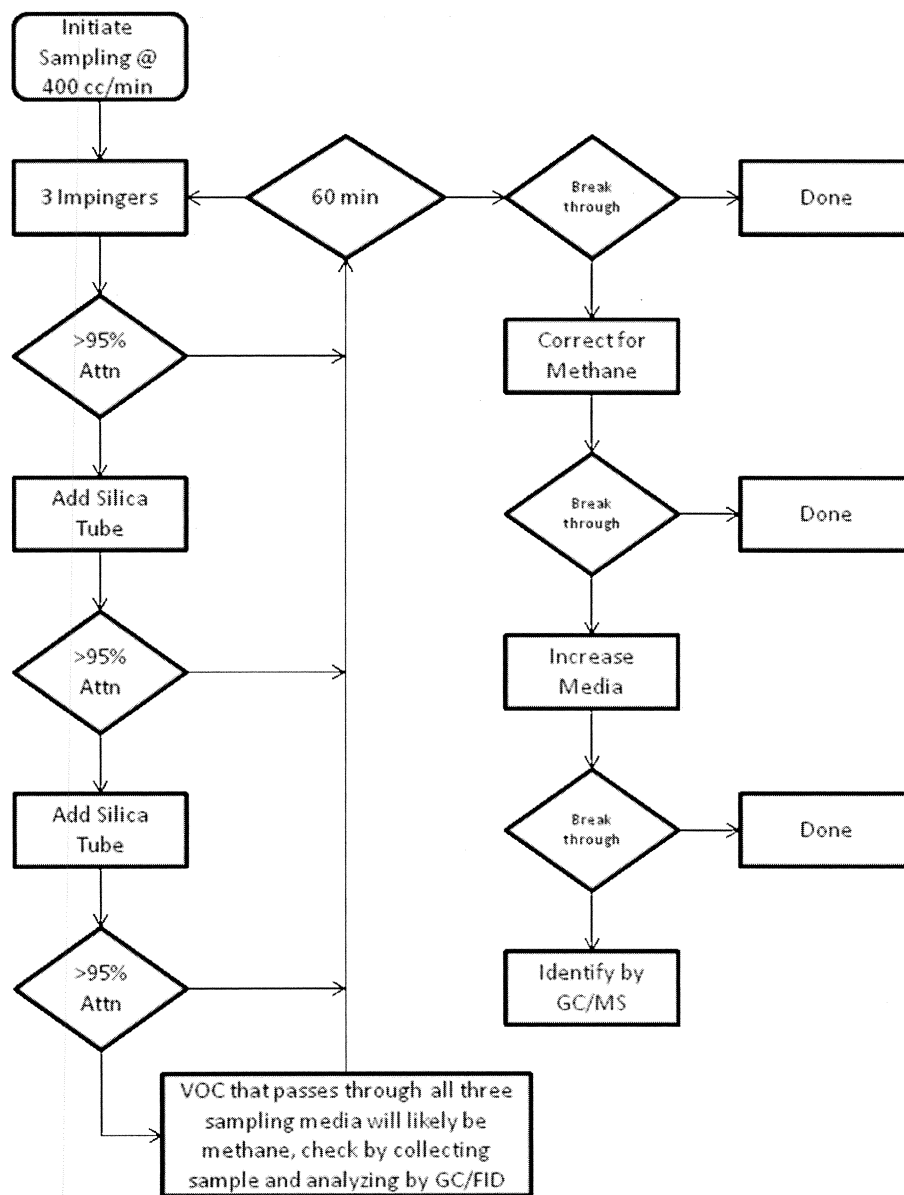 Initiate
Sampling @
400 cc/min
3 Impingers
60 min
Break
through
Done
>95%
Attn
Correct for
Methane
Add Silica
Tube
Break
through
Done
>95%
Attn
Increase
Media
Add Silica
Tube
Break
through
Done
>95%
Attn
Identify by
GC/MS
VOC that passes through all three
sampling media will likely be
methane, check by collecting
sample and analyzing by GC/FID